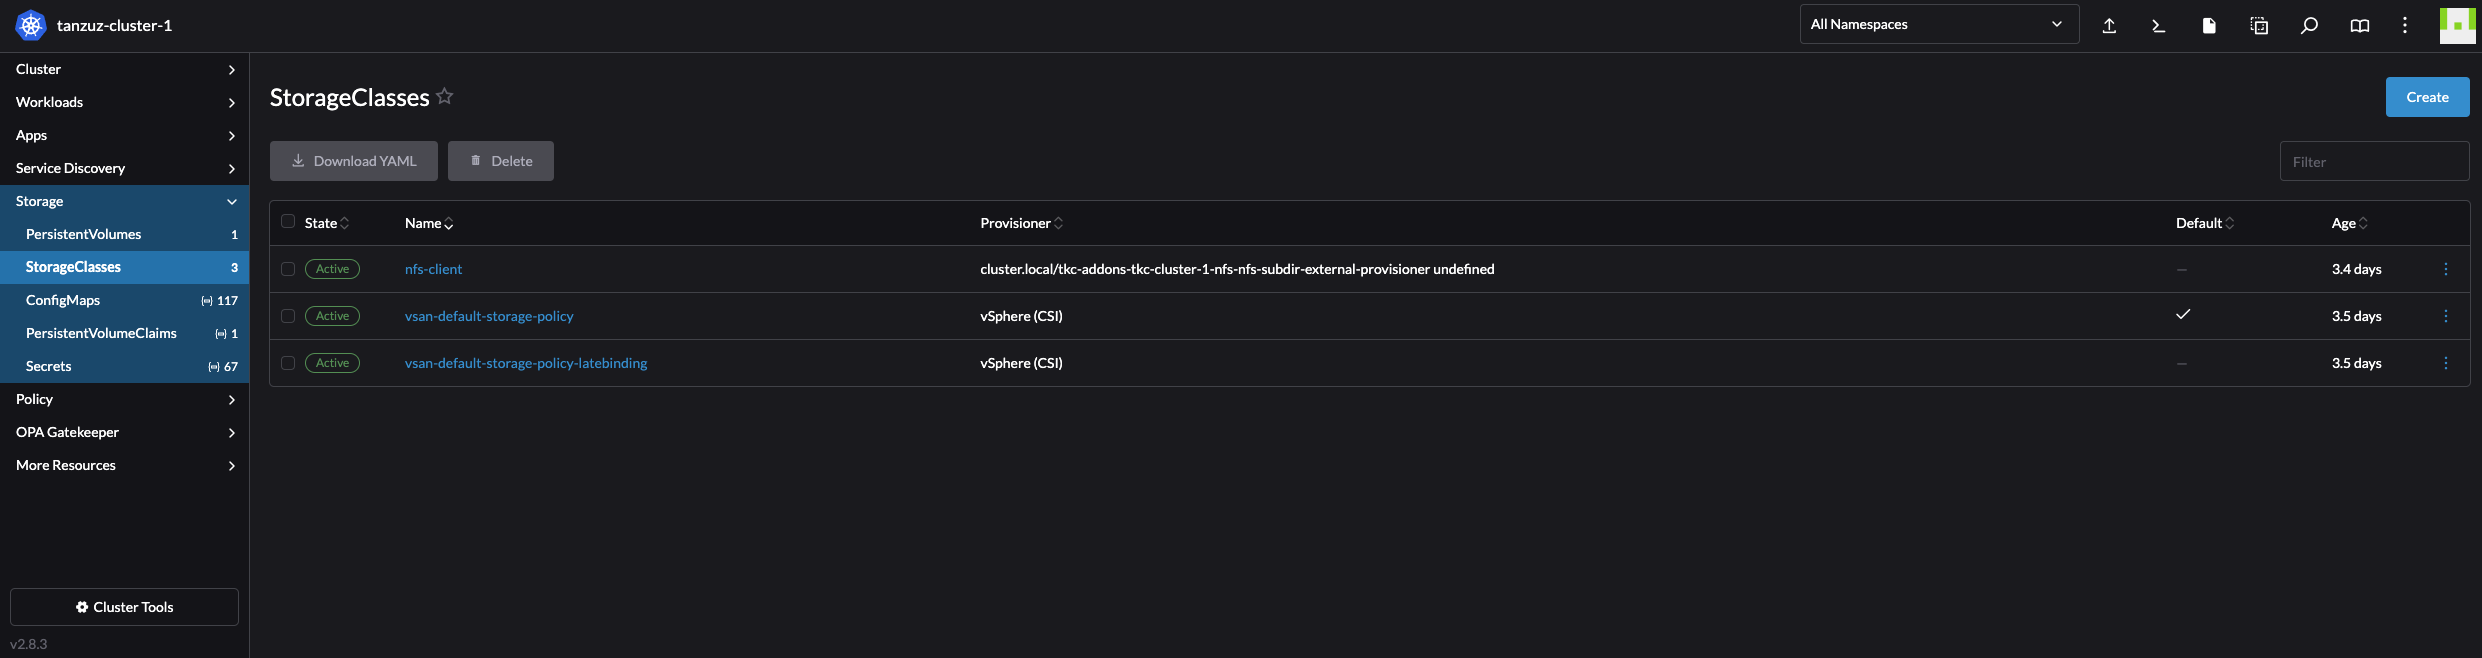 tanzuz-cluster-1
All Namespaces
Cluster
Workloads
Apps
Service Discovery
Storage
PersistentVolumes 1
StorageClasses 3
ConfigMaps 117
PersistentVolumeClaims 1
Secrets 67
Policy
OPA Gatekeeper
More Resources
Cluster Tools
v2.8.3
StorageClasses
Create
Download YAML Delete
Filter
State Name Provisioner Default Age
Active nfs-client cluster.local/tkc-addons-tkc-cluster-1-nfs-nfs-subdir-external-provisioner undefined — 3.4 days
Active vsan-default-storage-policy vSphere (CSI) 3.5 days
Active vsan-default-storage-policy-latebinding vSphere (CSI) — 3.5 days